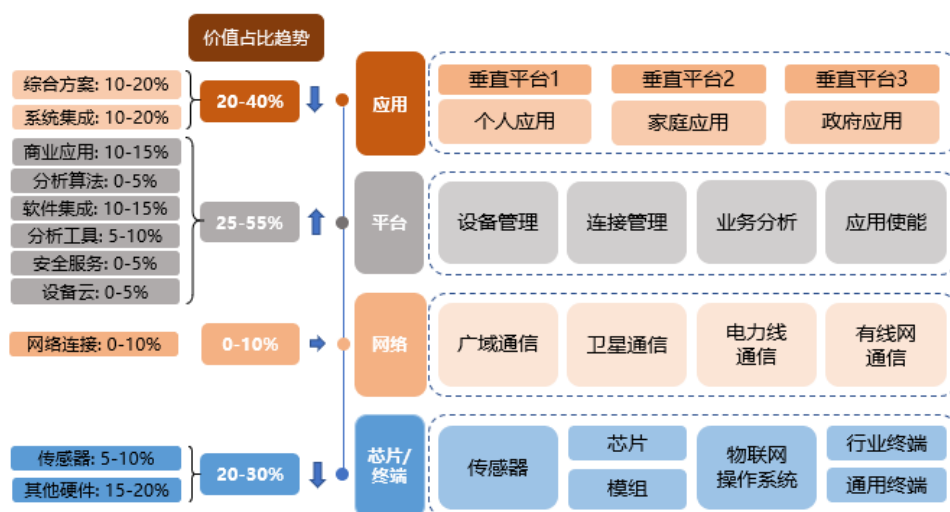 价值占比趋势
综合方案: 10-20%
系统集成: 10-20%
20-40%
应用
垂直平台1
垂直平台2
垂直平台3
个人应用
家庭应用
政府应用
商业应用: 10-15%
分析算法: 0-5%
软件集成: 10-15%
分析工具: 5-10%
安全服务: 0-5%
设备云: 0-5%
25-55%
平台
设备管理
连接管理
业务分析
应用使能
网络连接: 0-10%
0-10%
网络
广域通信
卫星通信
电力线
通信
有线网
通信
传感器: 5-10%
其他硬件: 15-20%
20-30%
芯片/
终端
传感器
芯片
模组
物联网
操作系统
行业终端
通用终端